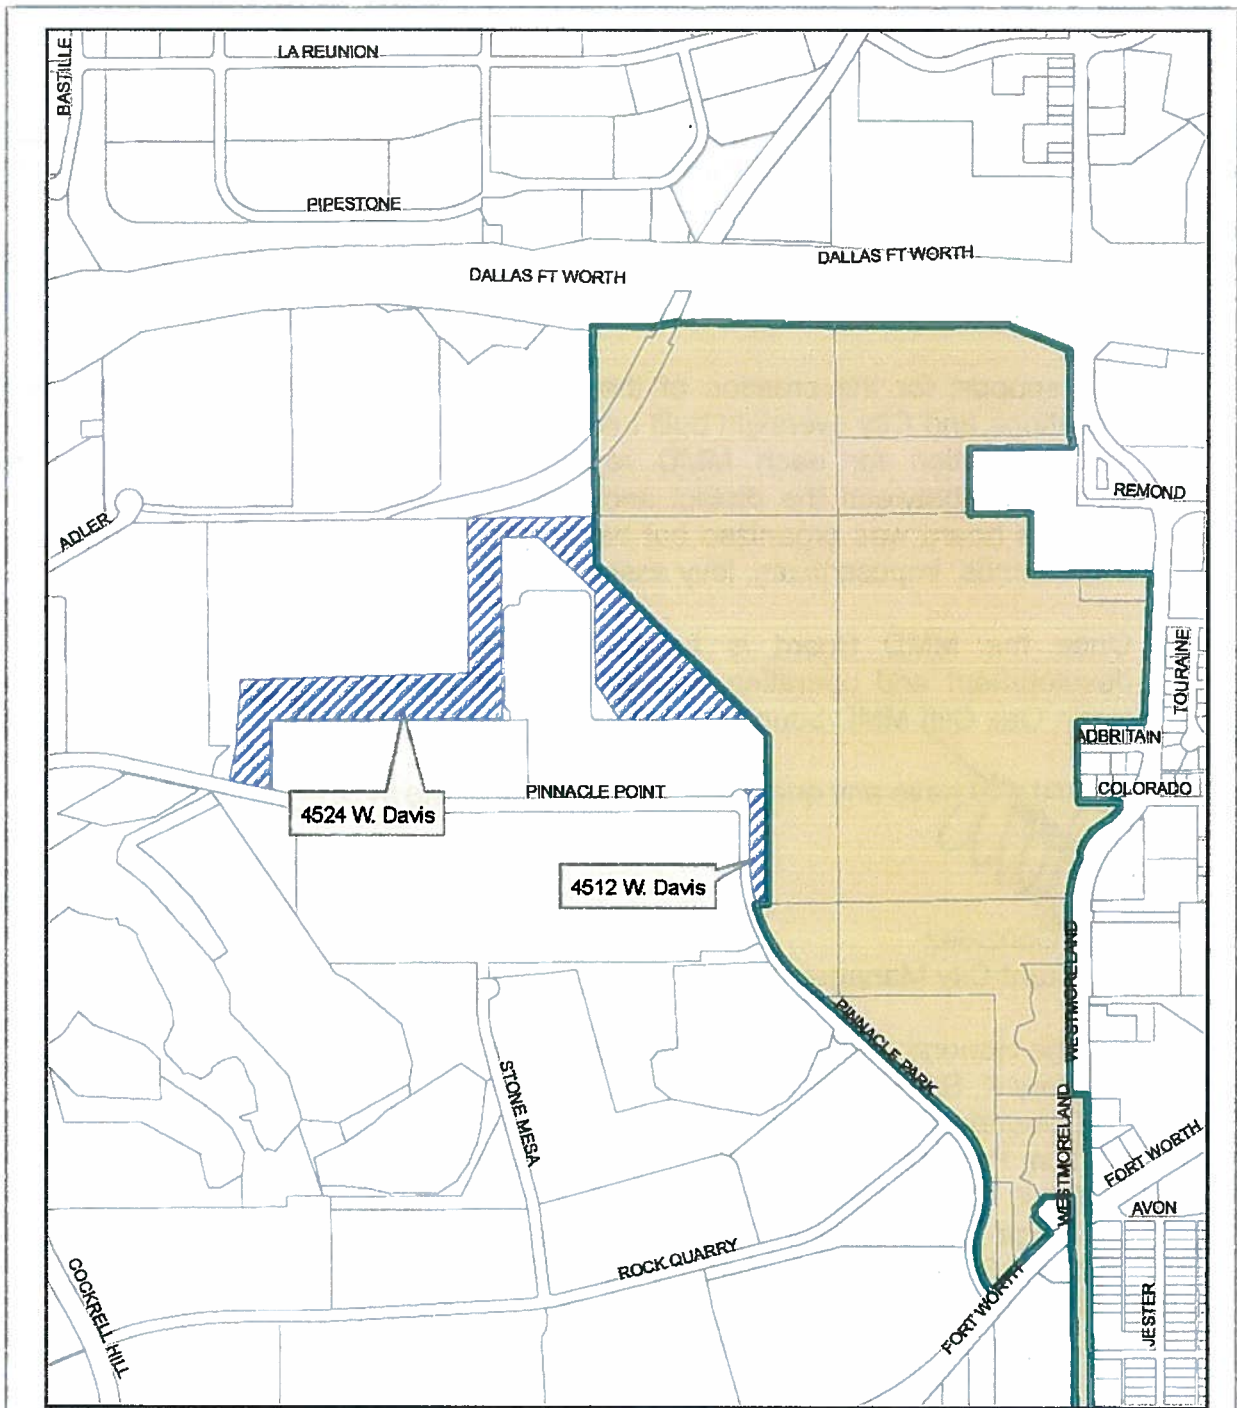 BASTILLE
LA REUNION
PIPESTONE
DALLAS FT WORTH
DALLAS FT WORTH
REMOND
ADLER
TOURAINE
ADBRITAIN
COLORADO
PINNACLE POINT
4524 W. Davis
4512 W. Davis
WESTMORELAND
PINNACLE PARK
STONE MESA
WESTMORELAND
FORT WORTH
AVON
ROCK QUARRY
COCKRELL HILL
FORT WORTH
JESTER